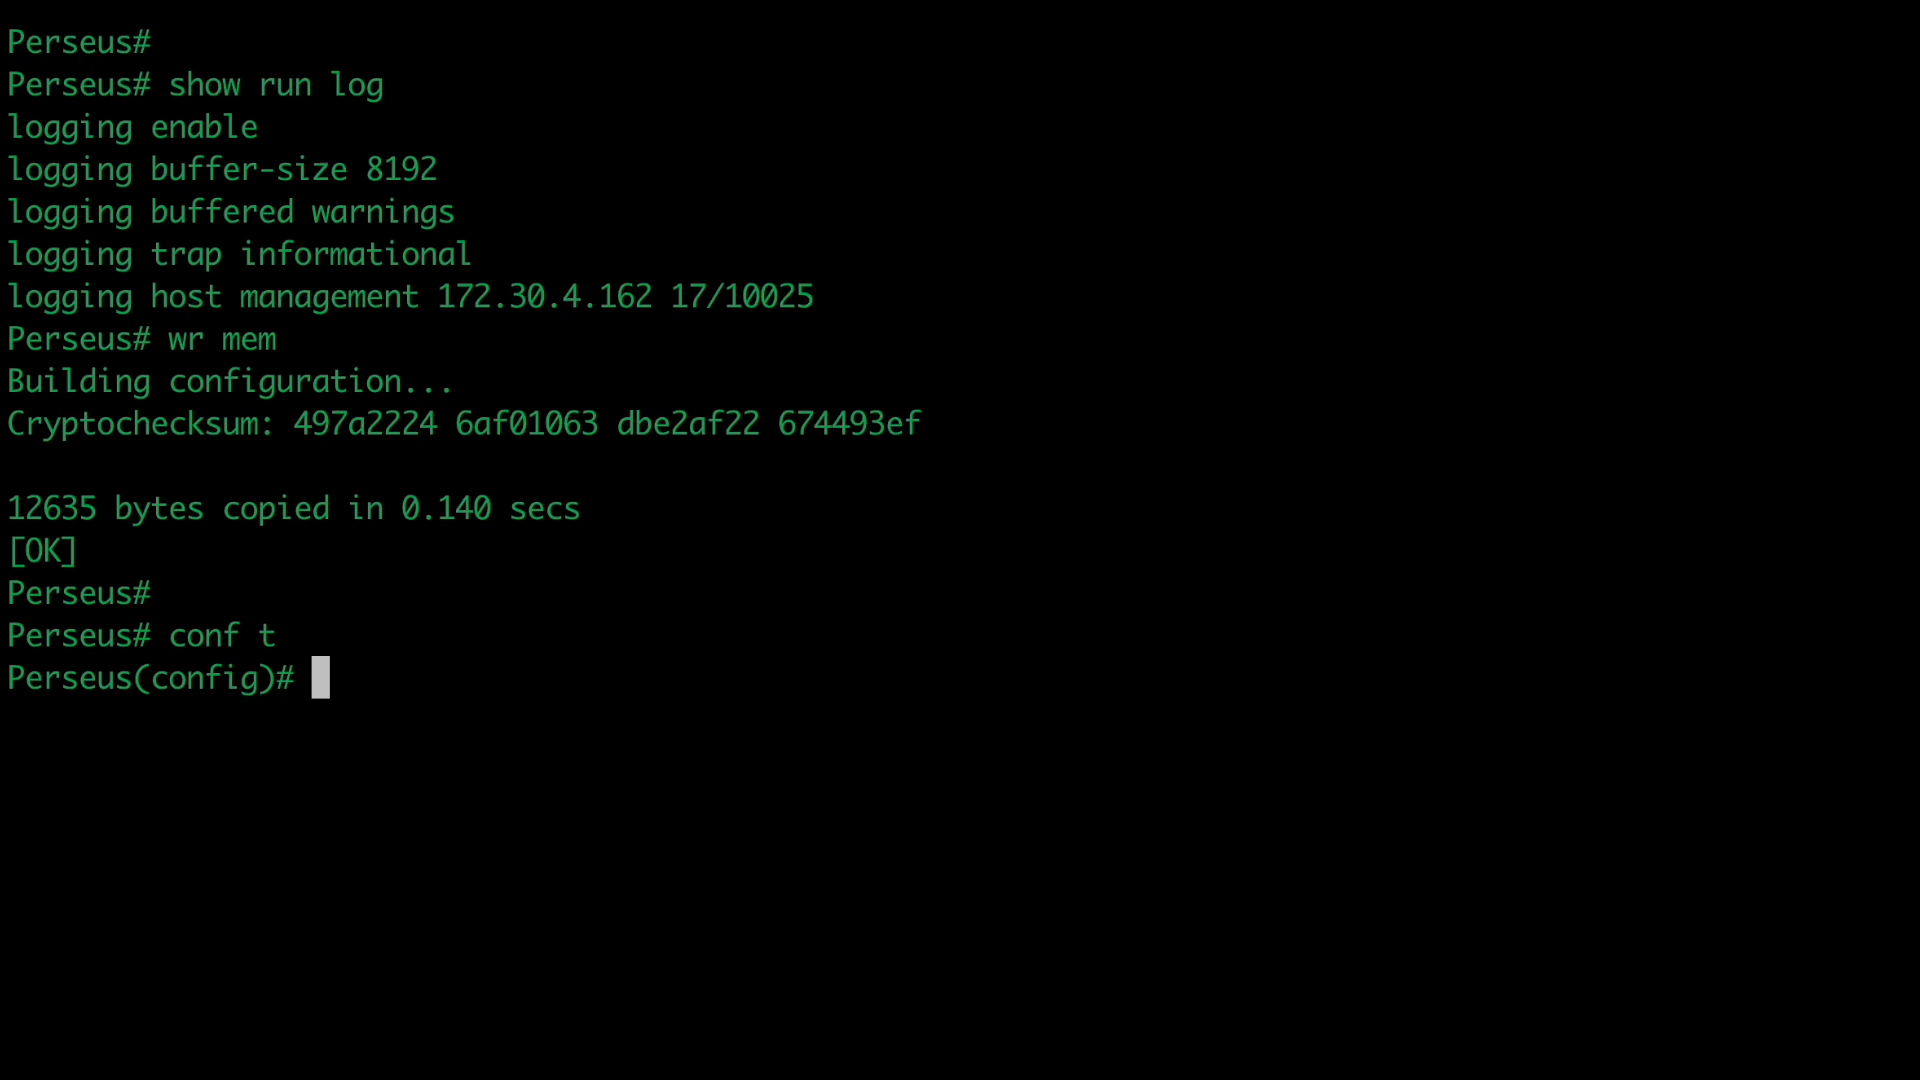 Perseus#
Perseus# show run log
logging enable
logging buffer-size 8192
logging buffered warnings
logging trap informational
logging host management 172.30.4.162 17/10025
Perseus# wr mem
Building configuration...
Cryptochecksum: 497a2224 6af01063 dbe2af22 674493ef
12635 bytes copied in 0.140 secs
[OK]
Perseus#
Perseus# conf t
Perseus(config)#